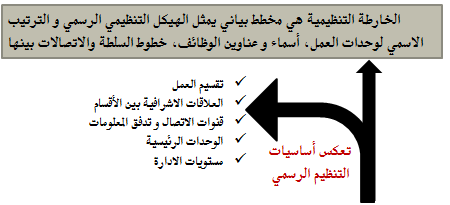 الخارطة التنظيمية هي مخطط بياني يمثل الهيكل التنظيمي الرسمي و الترتيب
الاسمي لوحدات العمل، أسماء وعناوين الوظائف، خطوط السلطة والاتصالات بينها
✓ تقسيم العمل
✓ العلاقات الاشرافية بين الأقسام
✓ قنوات الاتصال و تدفق المعلومات
✓ الوحدات الرئيسية
✓ مستويات الادارة
تعكس أساسيات
التنظيم الرسمي